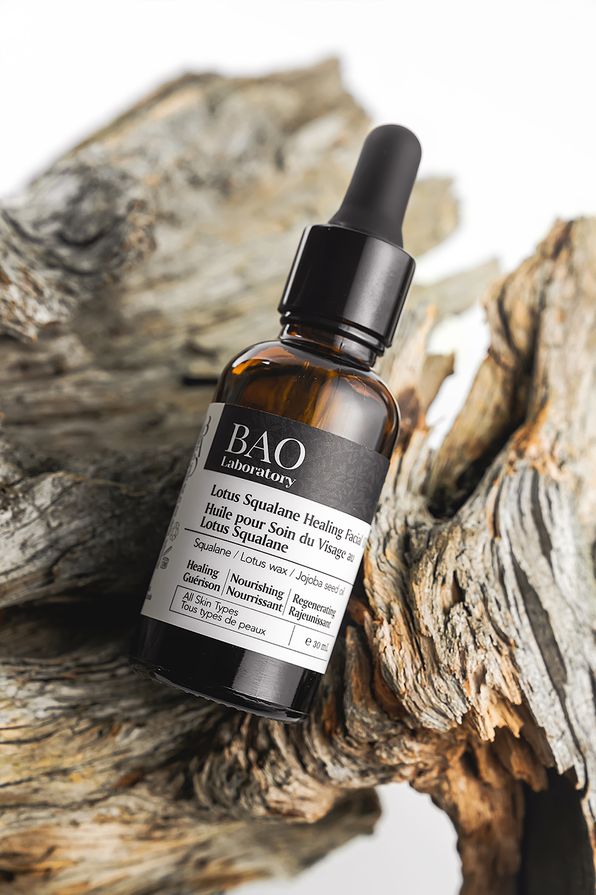 BAO
Laboratory
Lotus Squalane Healing Facial
Huile pour Soin du Visage au
Lotus Squalane
Squalane / Lotus wax / Jojoba seed oil
Healing
Guérison
Nourishing
Nourrissant
Regenerating
Rajeunissant
All Skin Types
Tous types de peaux
e 30 ml